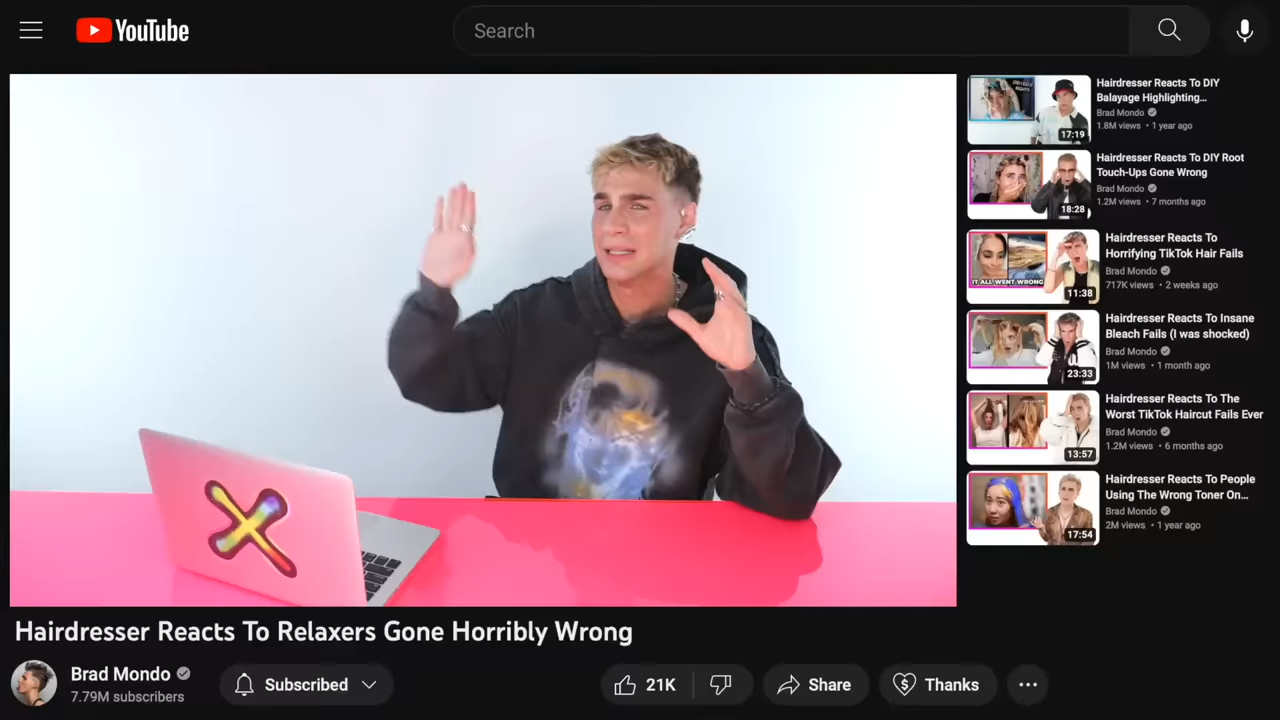 YouTube
Search
Hairdresser Reacts To DIY
Balayage Highlighting...
Brad Mondo
1.8M views • 1 year ago
17:19
Hairdresser Reacts To DIY Root
Touch-Ups Gone Wrong
Brad Mondo
1.2M views • 7 months ago
18:28
Hairdresser Reacts To
Horrifying TikTok Hair Fails
Brad Mondo
717K views • 2 weeks ago
IT ALL WENT WRONG
11:38
Hairdresser Reacts To Insane
Bleach Fails (I was shocked)
Brad Mondo
1M views • 1 month ago
23:33
Hairdresser Reacts To The
Worst TikTok Haircut Fails Ever
Brad Mondo
1.2M views • 6 months ago
13:57
Hairdresser Reacts To People
Using The Wrong Toner On...
Brad Mondo
2M views • 1 year ago
17:54
Hairdresser Reacts To Relaxers Gone Horribly Wrong
Brad Mondo
7.79M subscribers
Subscribed
21K
Share
Thanks